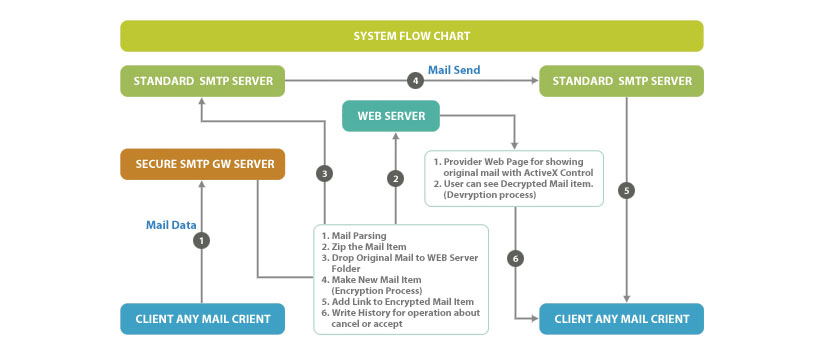 SYSTEM FLOW CHART
STANDARD SMTP SERVER
4
Mail Send
STANDARD SMTP SERVER
WEB SERVER
SECURE SMTP GW SERVER
3
2
1. Provider Web Page for showing
original mail with ActiveX Control
2. User can see Decrypted Mail item.
(Devryption process)
5
Mail Data
1
1. Mail Parsing
2. Zip the Mail Item
3. Drop Original Mail to WEB Server
Folder
4. Make New Mail Item
(Encryption Process)
5. Add Link to Encrypted Mail Item
6. Write History for operation about
cancel or accept
6
CLIENT ANY MAIL CRIENT
CLIENT ANY MAIL CRIENT